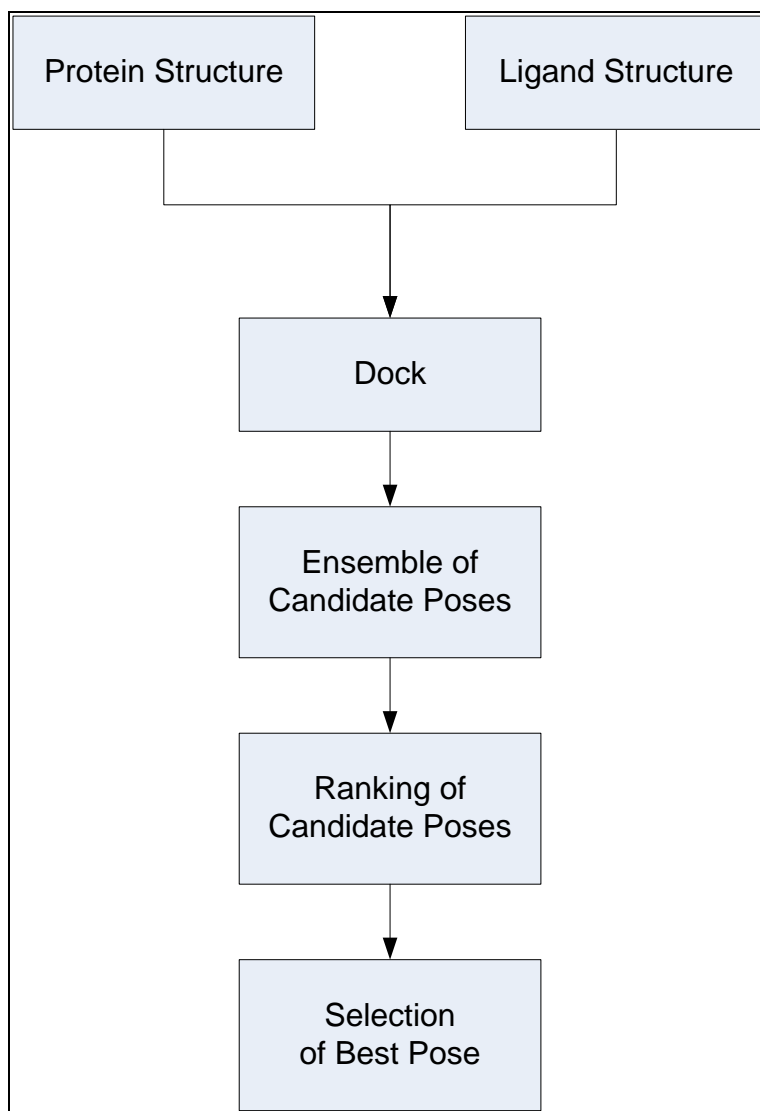 Protein Structure
Ligand Structure
Dock
Ensemble of
Candidate Poses
Ranking of
Candidate Poses
Selection
of Best Pose